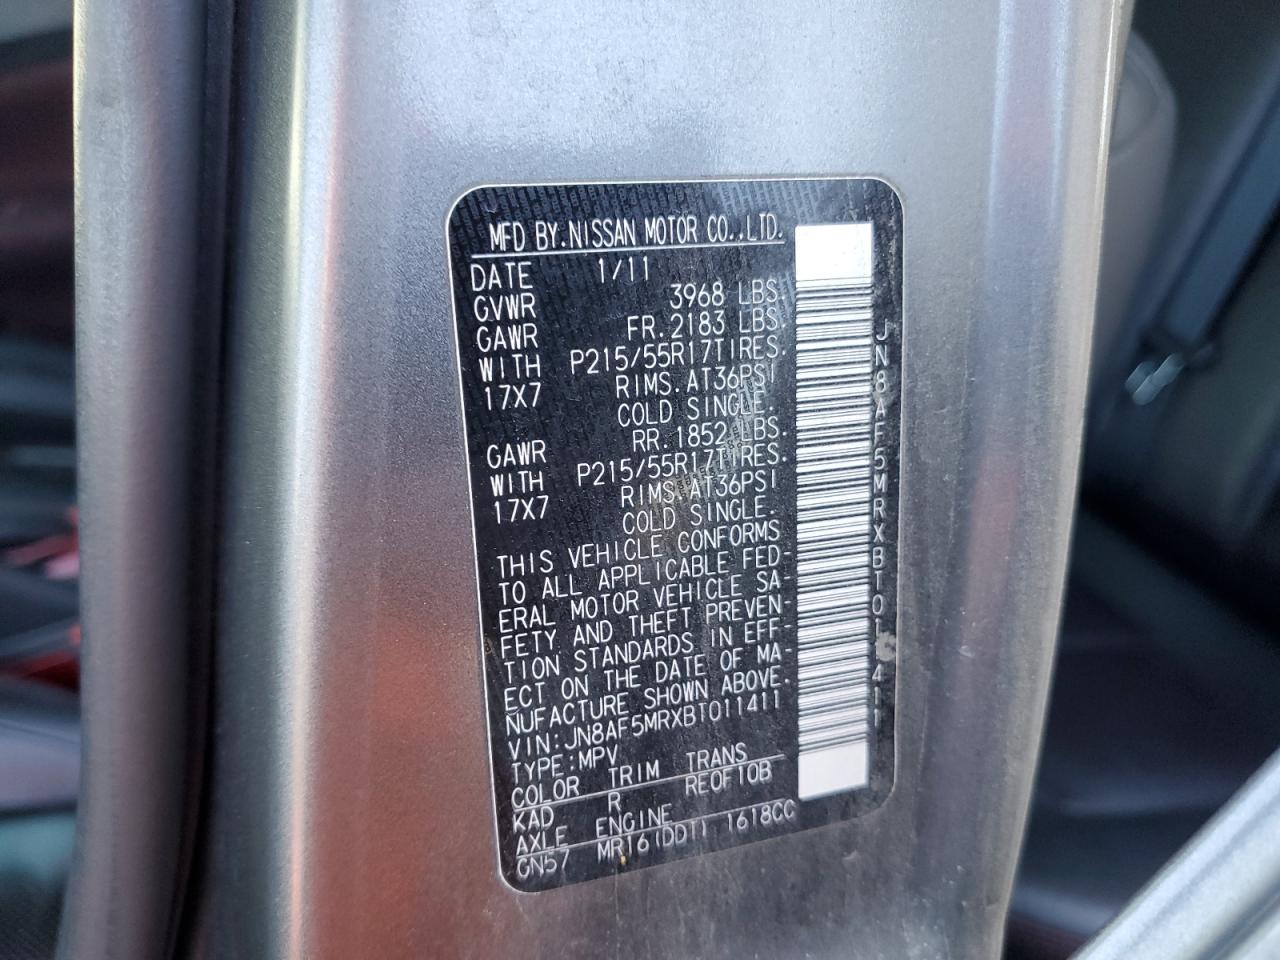 MFD BY.NISSAN MOTOR CO.,LTD.
DATE 1/11
GVWR 3968 LBS.
GAWR FR.2183 LBS.
WITH P215/55R17TIRES.
17X7 RIMS.AT36PSI
COLD SINGLE.
GAWR RR.1852 LBS.
WITH P215/55R17TIRES.
17X7 RIMS.AT36PSI
COLD SINGLE.
THIS VEHICLE CONFORMS
TO ALL APPLICABLE FED-
ERAL MOTOR VEHICLE SA-
FETY AND THEFT PREVEN-
TION STANDARDS IN EFF-
ECT ON THE DATE OF MA-
NUFACTURE SHOWN ABOVE.
VIN:JN8AF5MRXBT011411
TYPE:MPV
COLOR TRIM TRANS
KAD R REOF10B
AXLE ENGINE
GN57 MR16(DDT) 1618CC
JN8AF5MRXBT011411